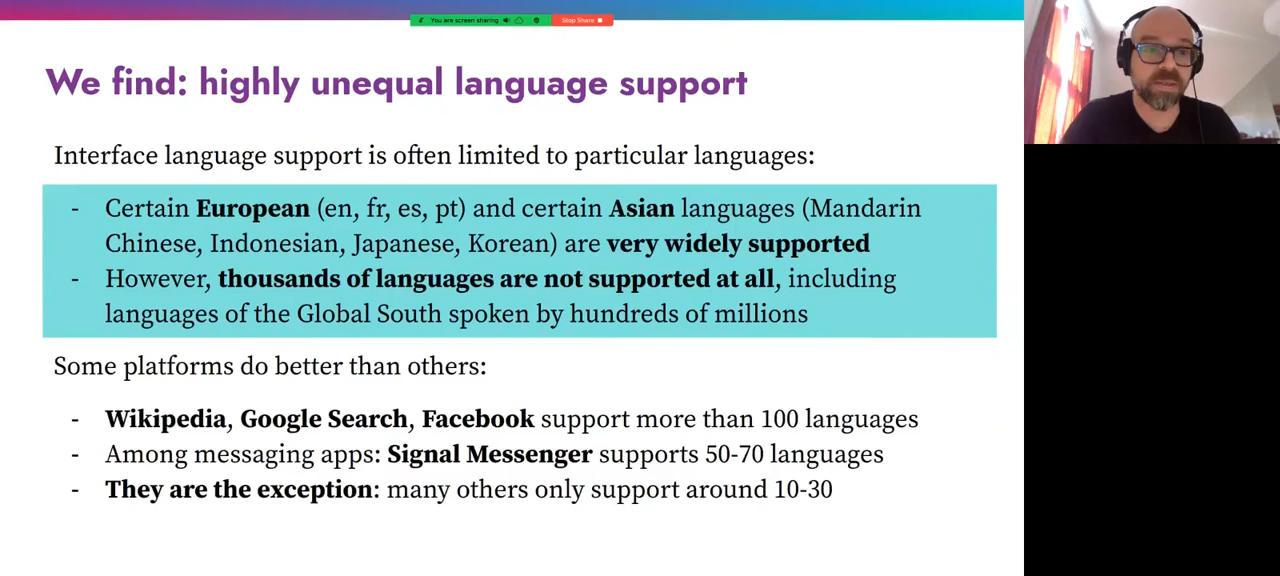 You are screen sharing
Stop Share
We find: highly unequal language support
Interface language support is often limited to particular languages:
- Certain European (en, fr, es, pt) and certain Asian languages (Mandarin
Chinese, Indonesian, Japanese, Korean) are very widely supported
- However, thousands of languages are not supported at all, including
languages of the Global South spoken by hundreds of millions
Some platforms do better than others:
- Wikipedia, Google Search, Facebook support more than 100 languages
- Among messaging apps: Signal Messenger supports 50-70 languages
- They are the exception: many others only support around 10-30